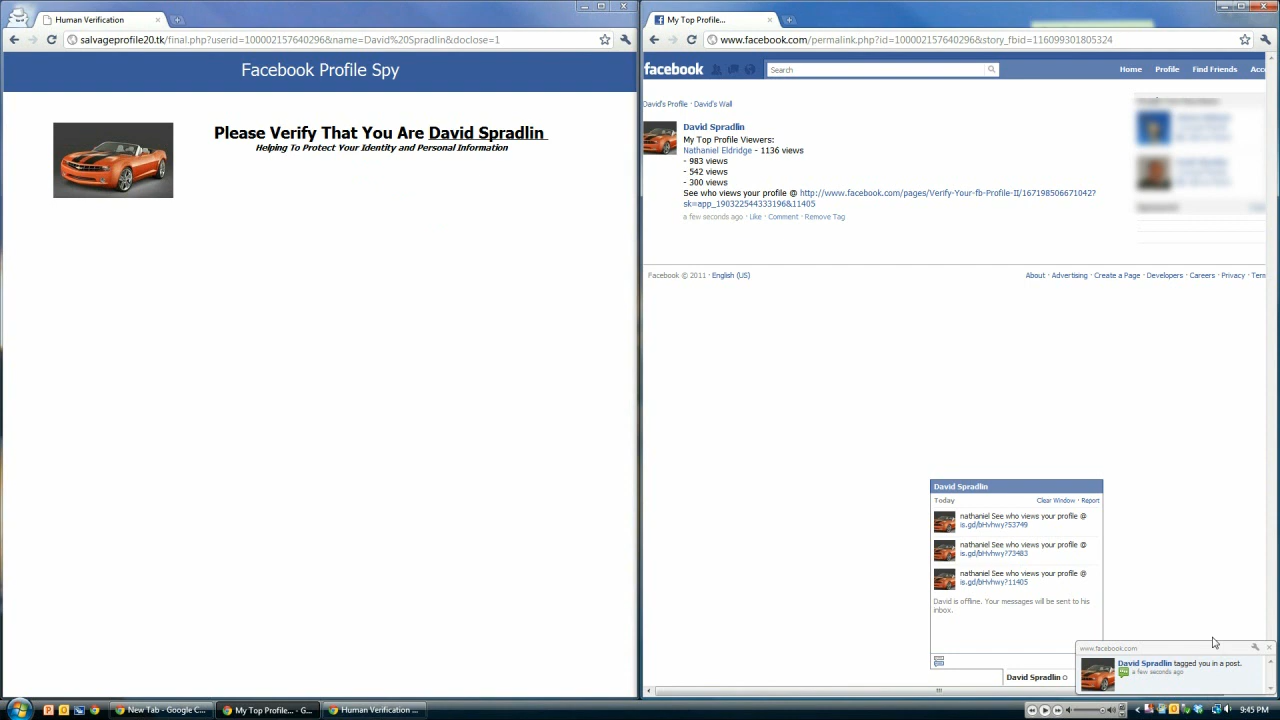 Human Verification
salvageprofile20.tk/final.php?userid=100002157640296&name=David%20Spradlin&doclose=1
Facebook Profile Spy
Please Verify That You Are David Spradlin
Helping To Protect Your Identity and Personal Information
My Top Profile...
www.facebook.com/permalink.php?id=100002157640296&story_fbid=116099301805324
facebook
Search
Home Profile Find Friends Acc
David's Profile · David's Wall
David Spradlin
My Top Profile Viewers:
Nathaniel Eldridge - 1136 views
- 983 views
- 542 views
- 300 views
See who views your profile @ http://www.facebook.com/pages/Verify-Your-fb-Profile-II/167198506671042?
sk=app_190322544333196&11405
a few seconds ago · Like · Comment · Remove Tag
Facebook © 2011 · English (US)
About · Advertising · Create a Page · Developers · Careers · Privacy · Term
David Spradlin
Today
Clear Window · Report
nathaniel See who views your profile @
is.gd/bHvhwy?53749
nathaniel See who views your profile @
is.gd/bHvhwy?73483
nathaniel See who views your profile @
is.gd/bHvhwy?11405
David is offline. Your messages will be sent to his
inbox.
David Spradlin
www.facebook.com
David Spradlin tagged you in a post.
a few seconds ago
New Tab - Google C...
My Top Profile... - G...
Human Verification ...
9:45 PM